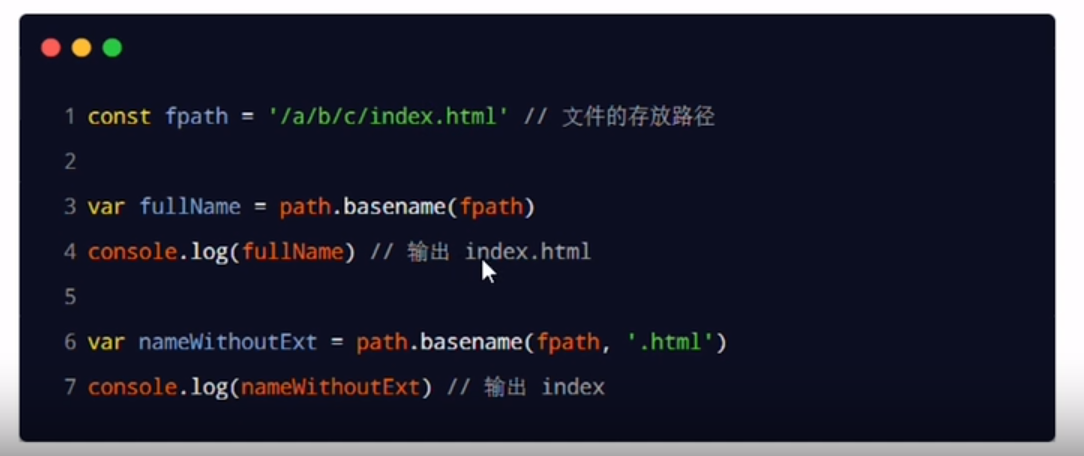 1 const fpath = '/a/b/c/index.html' // 文件的存放路径
2
3 var fullName = path.basename(fpath)
4 console.log(fullName) // 输出 index.html
5
6 var nameWithoutExt = path.basename(fpath, '.html')
7 console.log(nameWithoutExt) // 输出 index